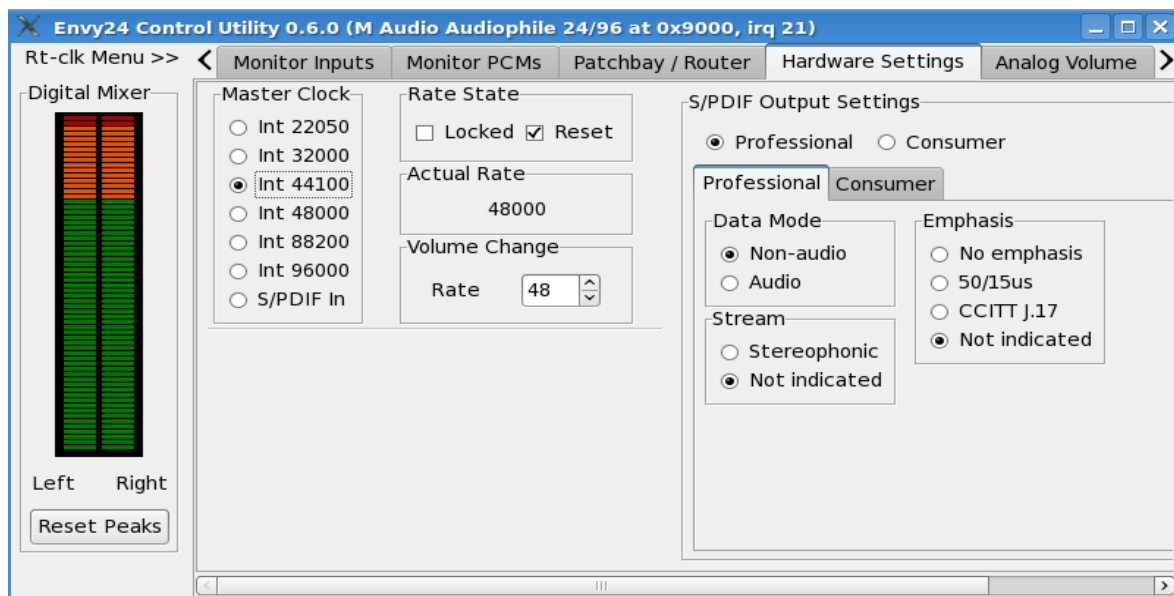 Envy24 Control Utility 0.6.0 (M Audio Audiophile 24/96 at 0x9000, irq 21)
Rt-clk Menu >>
Monitor Inputs
Monitor PCMs
Patchbay / Router
Hardware Settings
Analog Volume
Digital Mixer
Left Right
Reset Peaks
Master Clock
Int 22050
Int 32000
Int 44100
Int 48000
Int 88200
Int 96000
S/PDIF In
Rate State
Locked Reset
Actual Rate
48000
Volume Change
Rate 48
S/PDIF Output Settings
Professional Consumer
Professional Consumer
Data Mode
Non-audio
Audio
Stream
Stereophonic
Not indicated
Emphasis
No emphasis
50/15us
CCITT J.17
Not indicated